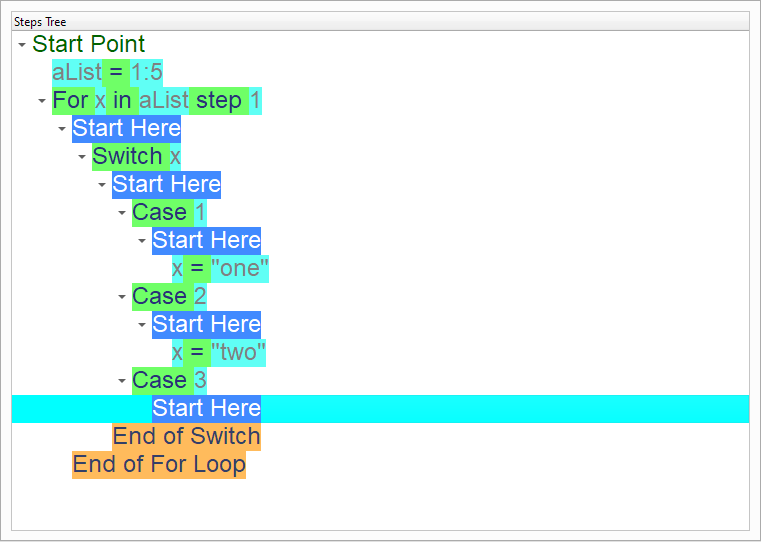 Steps Tree
Start Point
aList = 1:5
For x in aList step 1
Start Here
Switch x
Start Here
Case 1
Start Here
x = "one"
Case 2
Start Here
x = "two"
Case 3
Start Here
End of Switch
End of For Loop